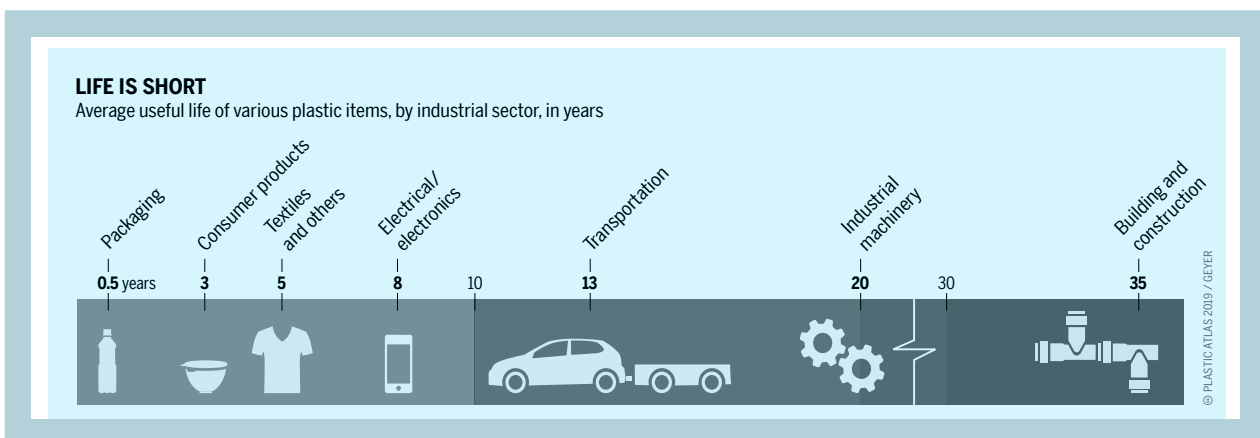 LIFE IS SHORT
Average useful life of various plastic items, by industrial sector, in years
Packaging
Consumer products
Textiles
and others
Electrical/
electronics
Transportation
Industrial
machinery
Building and
construction
0.5 years
3
5
8
10
13
20
30
35
© PLASTIC ATLAS 2019 / GEYER